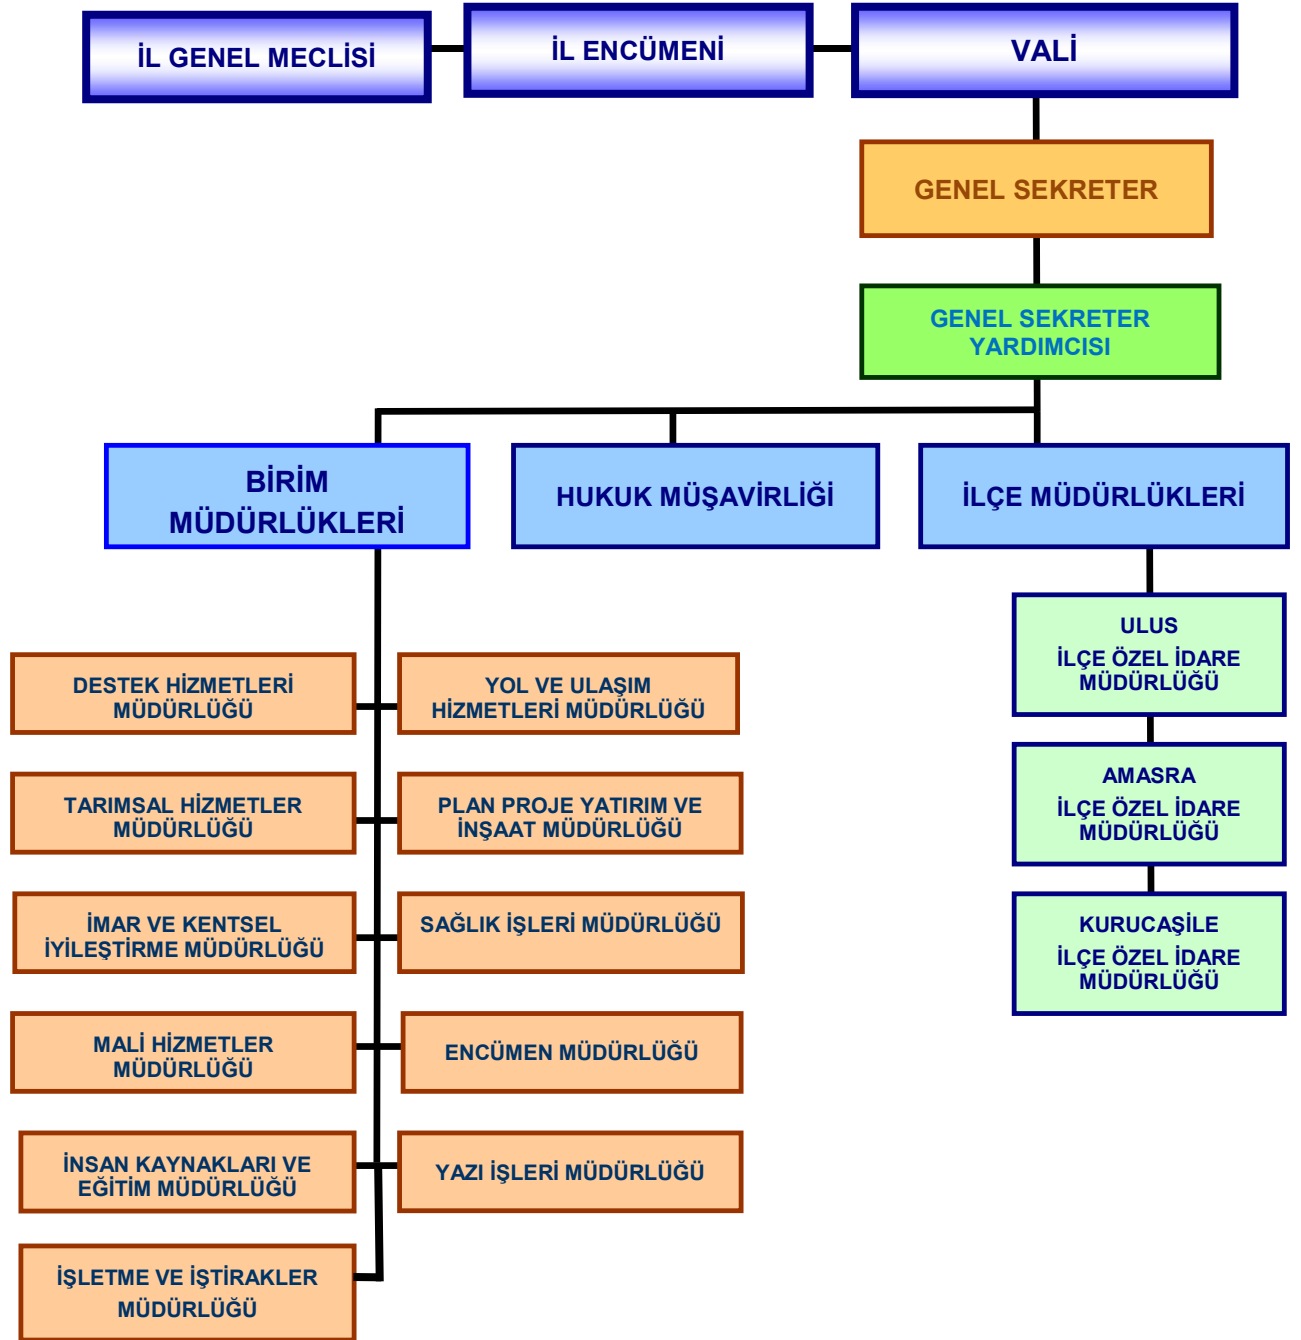 İL GENEL MECLİSİ
İL ENCÜMENİ
VALİ
GENEL SEKRETER
GENEL SEKRETER
YARDIMCISI
BİRİM
MÜDÜRLÜKLERİ
HUKUK MÜŞAVİRLİĞİ
İLÇE MÜDÜRLÜKLERİ
DESTEK HİZMETLERİ
MÜDÜRLÜĞÜ
YOL VE ULAŞIM
HİZMETLERİ MÜDÜRLÜĞÜ
TARIMSAL HİZMETLER
MÜDÜRLÜĞÜ
PLAN PROJE YATIRIM VE
İNŞAAT MÜDÜRLÜĞÜ
İMAR VE KENTSEL
İYİLEŞTİRME MÜDÜRLÜĞÜ
SAĞLIK İŞLERİ MÜDÜRLÜĞÜ
MALİ HİZMETLER
MÜDÜRLÜĞÜ
ENCÜMEN MÜDÜRLÜĞÜ
İNSAN KAYNAKLARI VE
EĞİTİM MÜDÜRLÜĞÜ
YAZI İŞLERİ MÜDÜRLÜĞÜ
İŞLETME VE İŞTİRAKLER
MÜDÜRLÜĞÜ
ULUS
İLÇE ÖZEL İDARE
MÜDÜRLÜĞÜ
AMASRA
İLÇE ÖZEL İDARE
MÜDÜRLÜĞÜ
KURUCAŞİLE
İLÇE ÖZEL İDARE
MÜDÜRLÜĞÜ